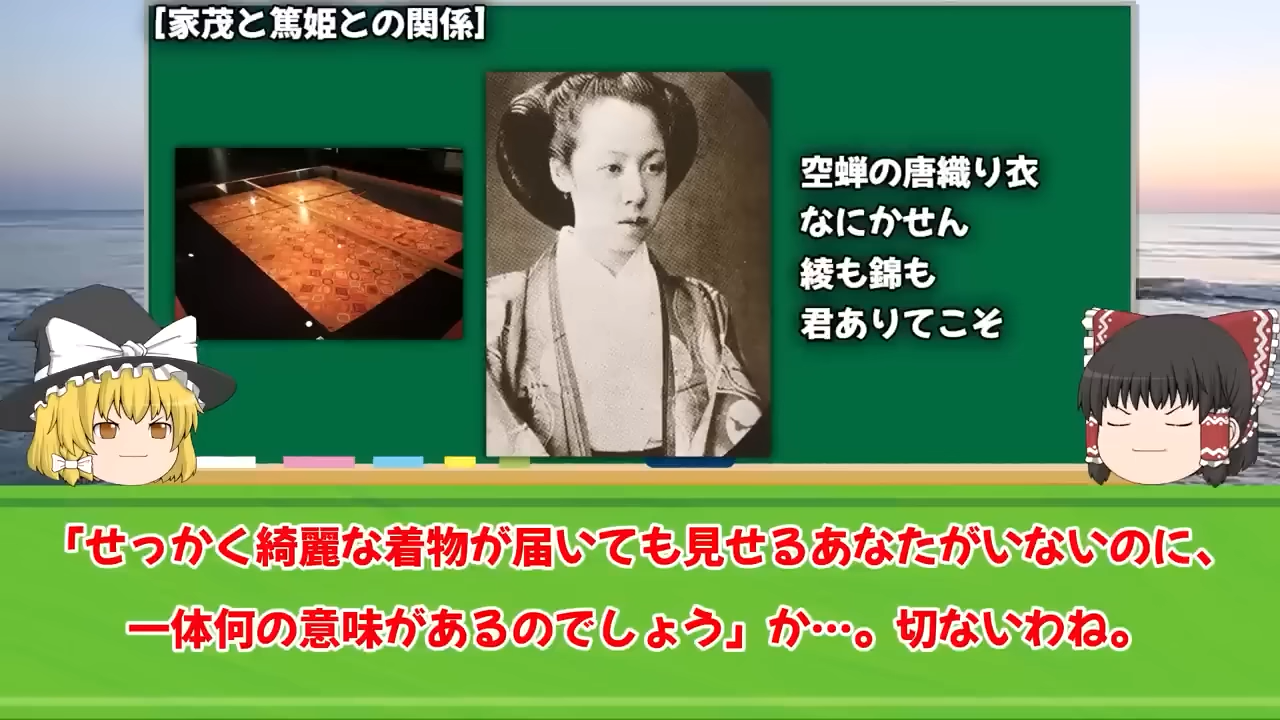 [家茂と篤姫との関係]
空蝉の唐織り衣
なにかせん
綾も錦も
君ありてこそ
「せっかく綺麗な着物が届いても見せるあなたがいないのに、
一体何の意味があるのでしょう」か…。切ないわね。